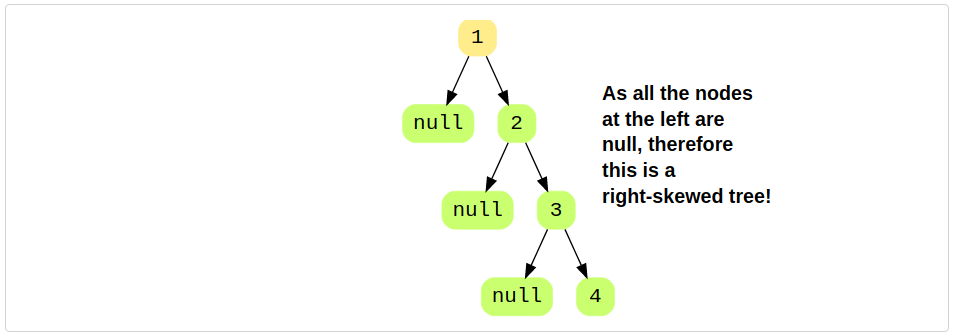 1
null
2
As all the nodes
at the left are
null, therefore
this is a
right-skewed tree!
null
3
null
4